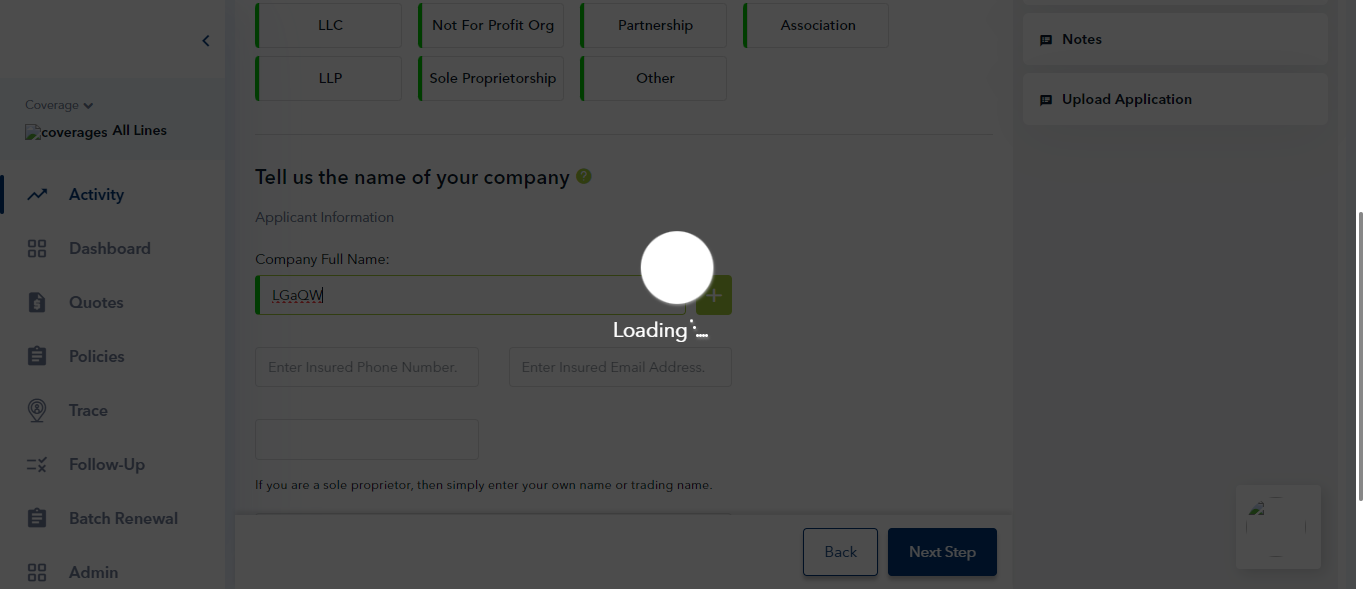 LLC
Not For Profit Org
Partnership
Association
LLP
Sole Proprietorship
Other
Notes
Upload Application
Coverage
coverages All Lines
Activity
Dashboard
Quotes
Policies
Trace
Follow-Up
Batch Renewal
Admin
Tell us the name of your company ?
Applicant Information
Company Full Name:
LGaQW
+
Loading
Enter Insured Phone Number.
Enter Insured Email Address.
If you are a sole proprietor, then simply enter your own name or trading name.
Back
Next Step